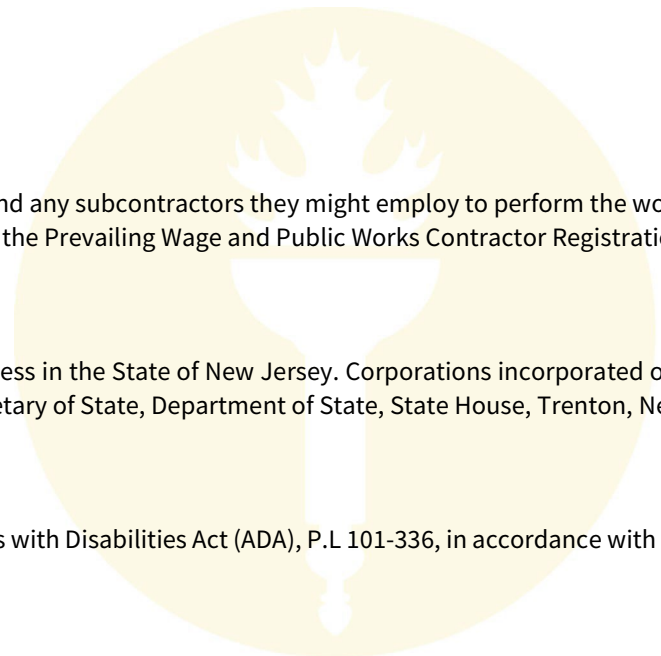 nd any subcontractors they might employ to perform the wo
the Prevailing Wage and Public Works Contractor Registrati
ess in the State of New Jersey. Corporations incorporated o
etary of State, Department of State, State House, Trenton, Ne
s with Disabilities Act (ADA), P.L 101-336, in accordance with